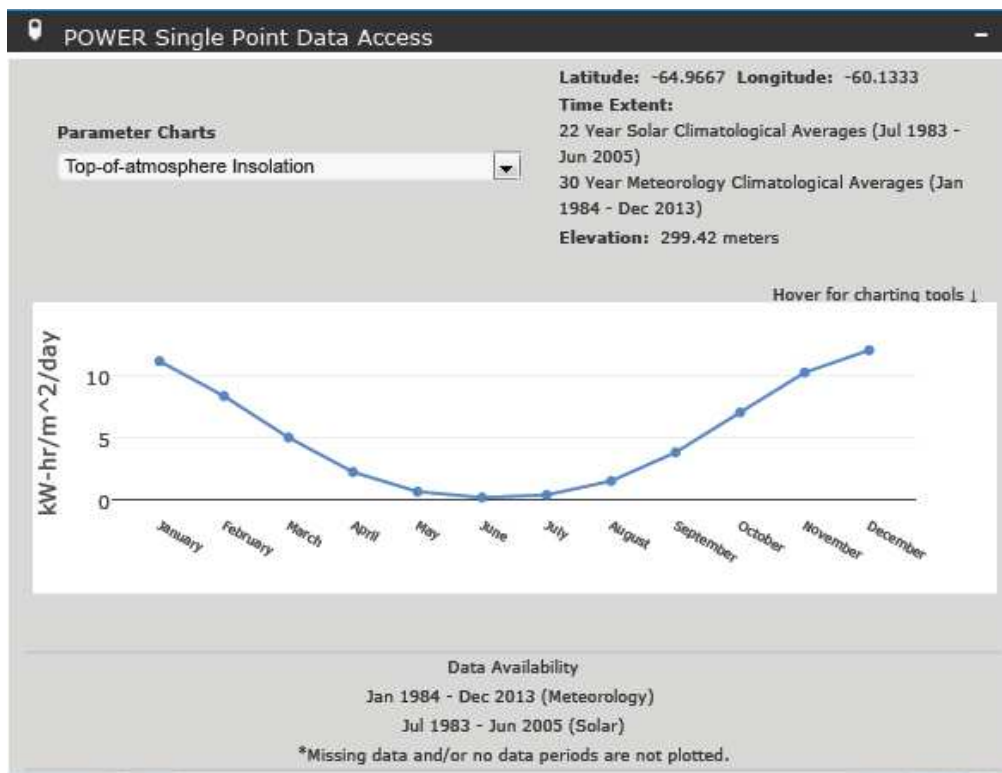 POWER Single Point Data Access
Latitude: -64.9667 Longitude: -60.1333
Time Extent:
22 Year Solar Climatological Averages (Jul 1983 -
Jun 2005)
30 Year Meteorology Climatological Averages (Jan
1984 - Dec 2013)
Elevation: 299.42 meters
Parameter Charts
Top-of-atmosphere Insolation
Hover for charting tools ↓
kW-hr/m^2/day
10
5
0
January
February
March
April
May
June
July
August
September
October
November
December
Data Availability
Jan 1984 - Dec 2013 (Meteorology)
Jul 1983 - Jun 2005 (Solar)
*Missing data and/or no data periods are not plotted.